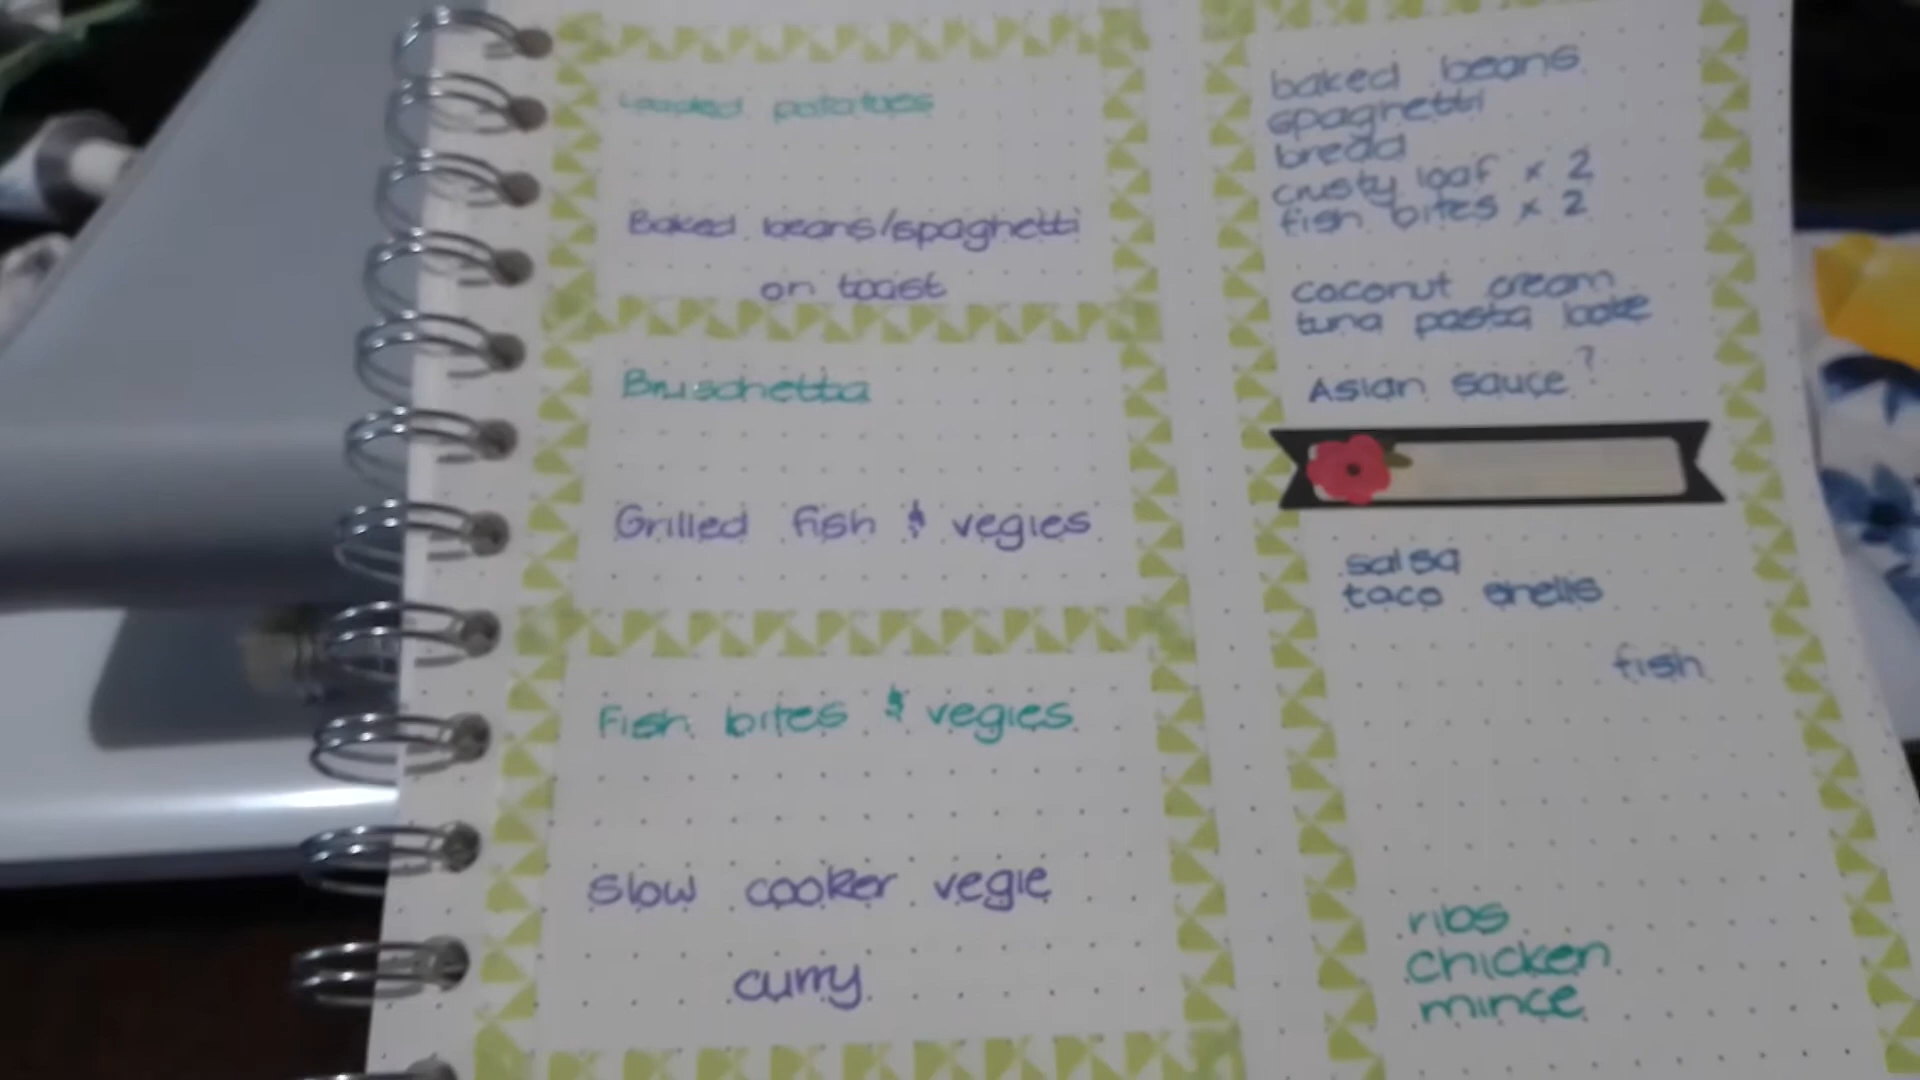 Loaded potatoes
Baked beans/spaghetti
on toast
Bruschetta
Grilled fish & vegies
Fish bites & vegies
Slow cooker vegie
curry
baked beans
spaghetti
bread
crusty loaf x 2
fish bites x 2
coconut cream
tuna pasta bake
Asian sauce?
salsa
taco shells
fish
ribs
chicken
mince